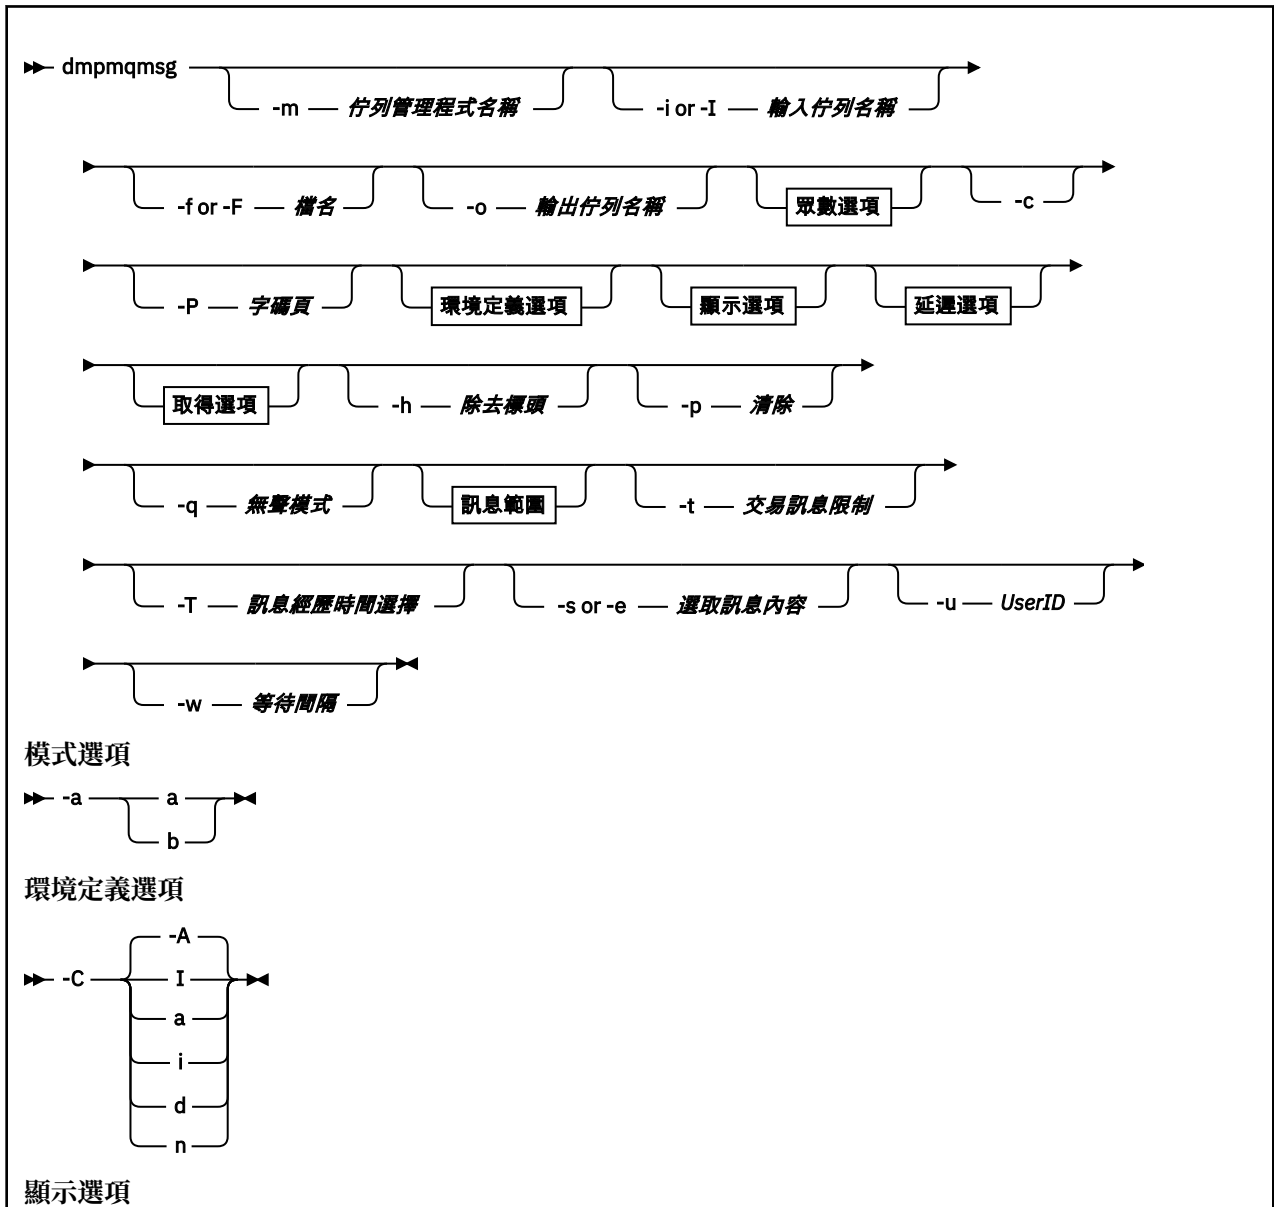 dmpmqmsg -m 佇列管理程式名稱 -i or -I 輸入佇列名稱
-f or -F 檔名 -o 輸出佇列名稱 眾數選項 -c
-P 字碼頁 環境定義選項 顯示選項 延遲選項
取得選項 -h 除去標頭 -p 清除
-q 無聲模式 訊息範圍 -t 交易訊息限制
-T 訊息經歷時間選擇 -s or -e 選取訊息內容 -u UserID
-w 等待間隔
模式選項
-a a
b
環境定義選項
-A
-C I
a
i
d
n
顯示選項